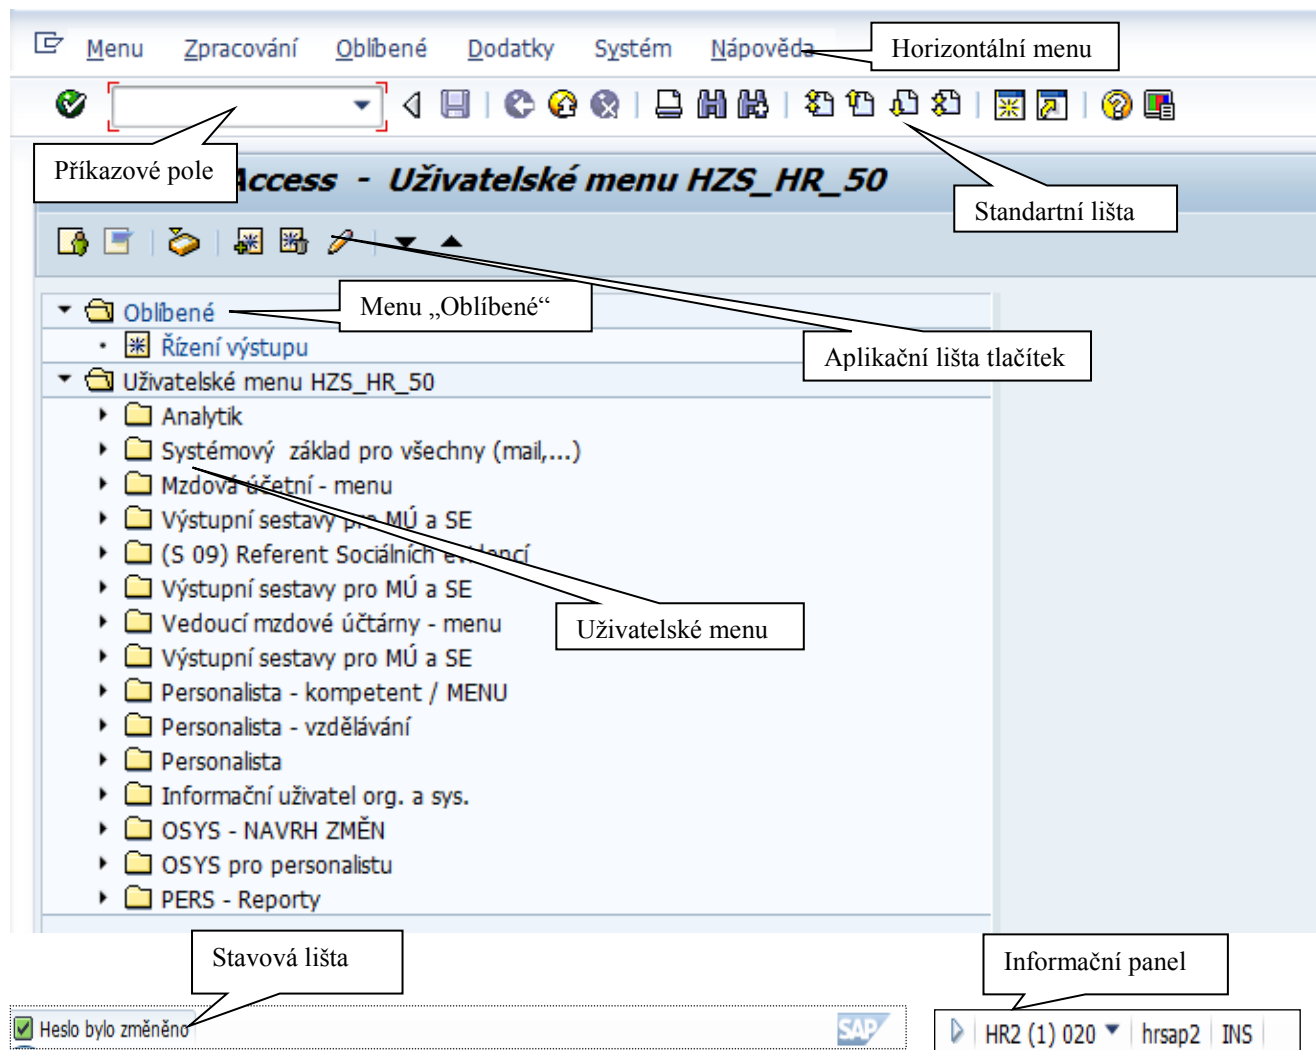 Menu Zpracování Oblíbené Dodatky Systém Nápověda
Horizontální menu
Příkazové pole
Access - Uživatelské menu HZS_HR_50
Standartní lišta
Oblíbené
Menu „Oblíbené“
Řízení výstupu
Aplikační lišta tlačítek
Uživatelské menu HZS_HR_50
Analytik
Systémový základ pro všechny (mail,...)
Mzdová účetní - menu
Výstupní sestavy pro MÚ a SE
(S 09) Referent Sociálních evidencí
Výstupní sestavy pro MÚ a SE
Vedoucí mzdové účtárny - menu
Uživatelské menu
Výstupní sestavy pro MÚ a SE
Personalista - kompetent / MENU
Personalista - vzdělávání
Personalista
Informační uživatel org. a sys.
OSYS - NAVRH ZMĚN
OSYS pro personalistu
PERS - Reporty
Stavová lišta
Informační panel
Heslo bylo změněno
SAP
HR2 (1) 020 hrsap2 INS